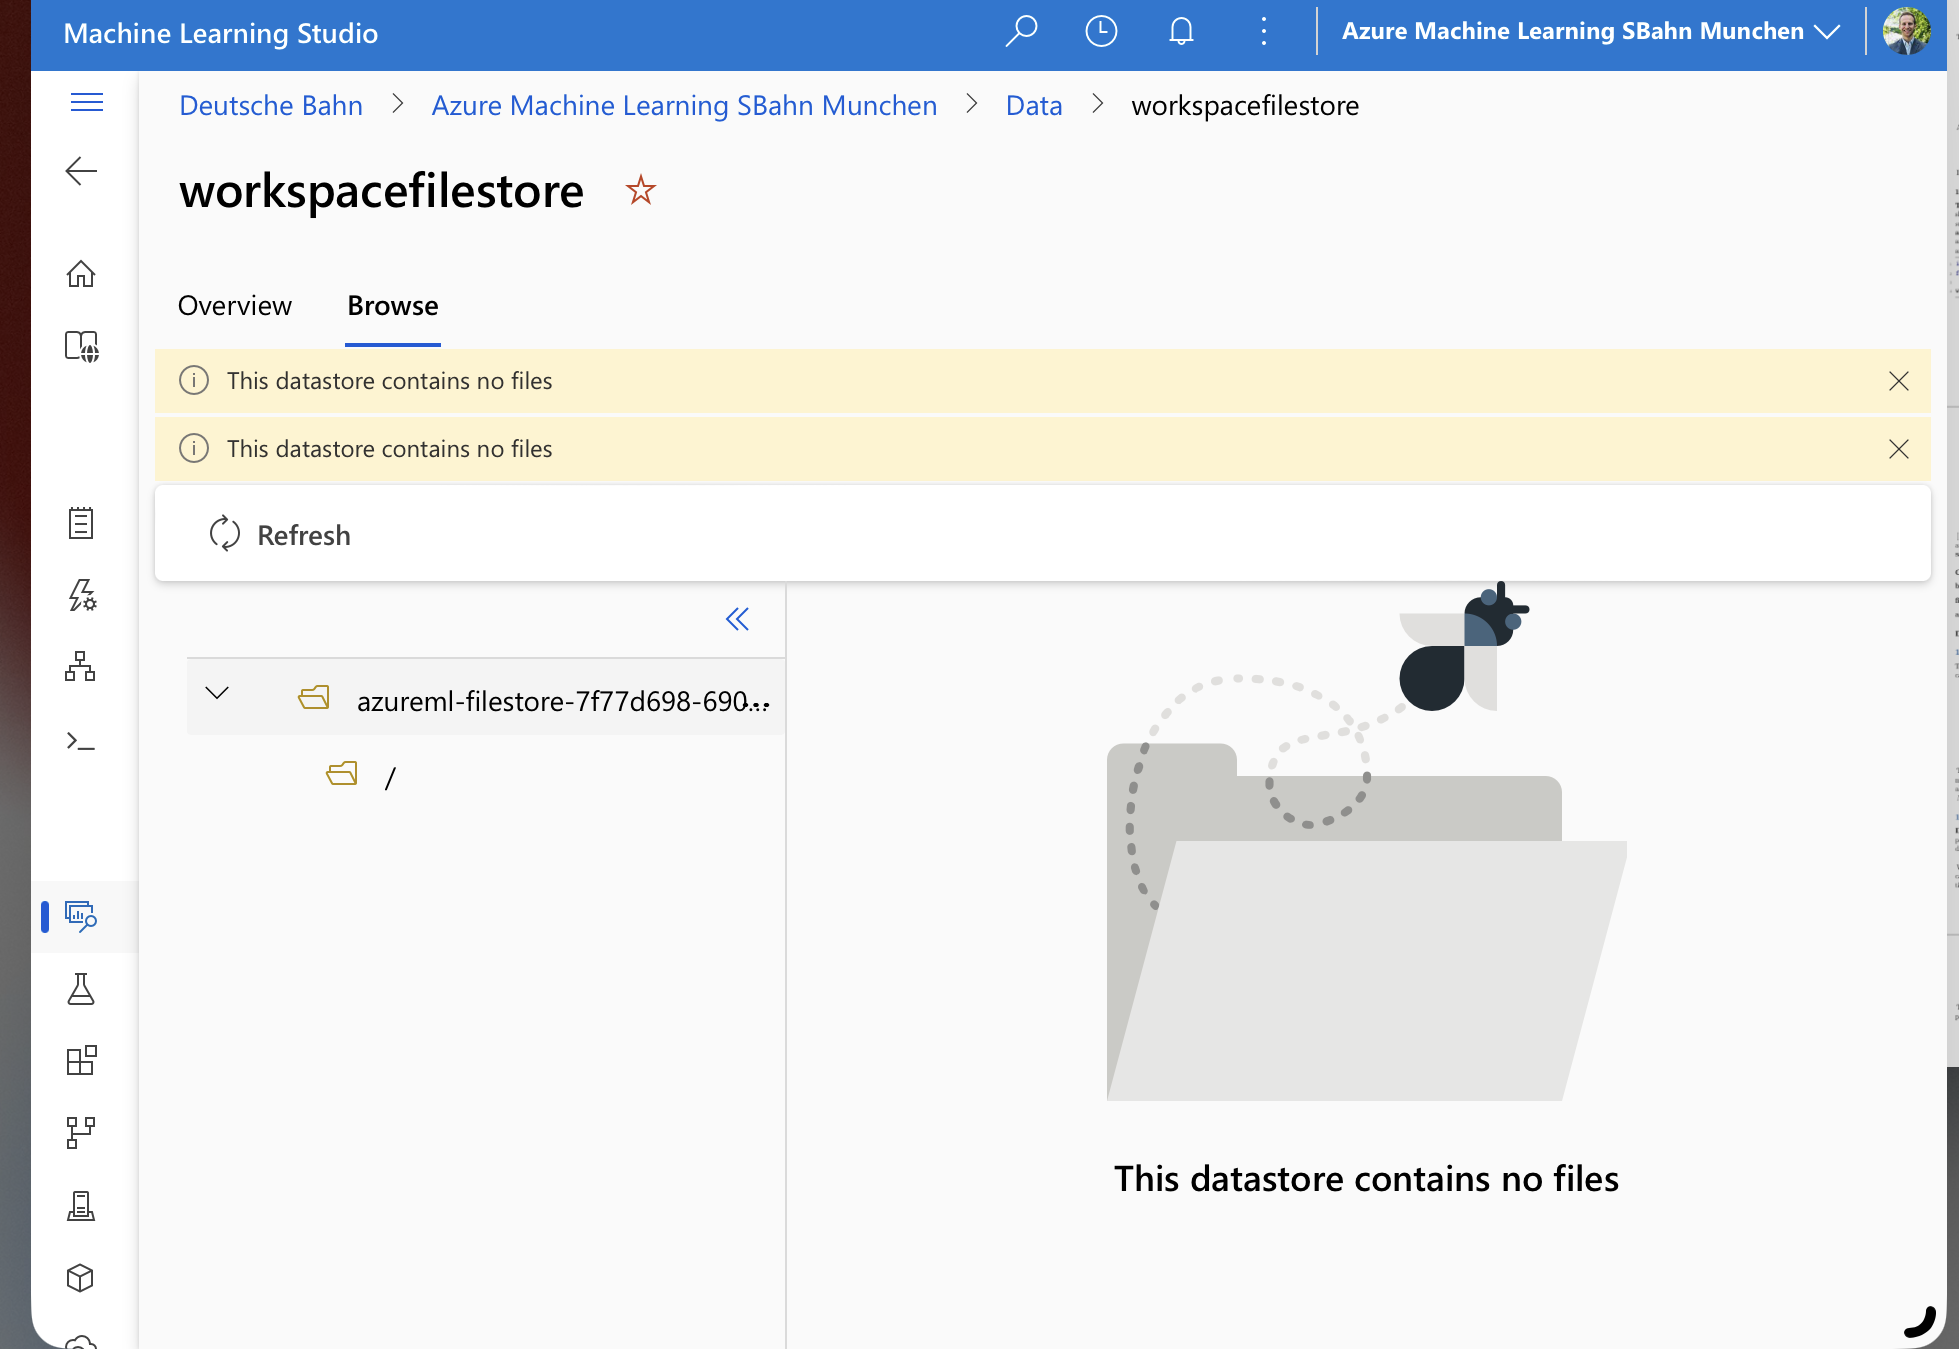 Machine Learning Studio
Azure Machine Learning SBahn Munchen
Deutsche Bahn > Azure Machine Learning SBahn Munchen > Data > workspacefilestore
workspacefilestore
Overview Browse
This datastore contains no files
This datastore contains no files
Refresh
azureml-filestore-7f77d698-690...
/
This datastore contains no files